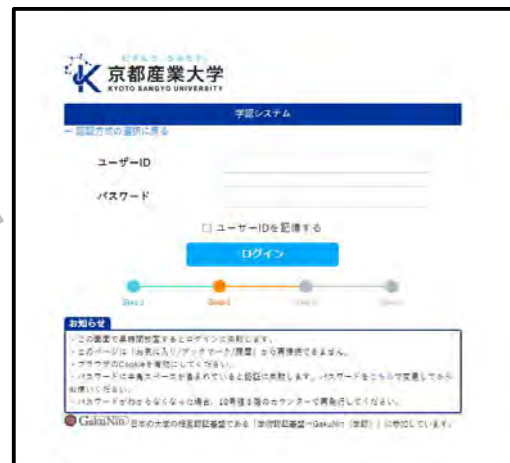 むすんで、うみだす。
京都産業大学
KYOTO SANGYO UNIVERSITY
学認システム
← 認証方式の選択に戻る
ユーザーID
パスワード
ユーザーIDを記憶する
ログイン
Step1
Step2
お知らせ
・この画面で長時間放置するとログインに失敗します。
・このページは「お気に入り/ブックマーク/履歴」から再接続できません。
・ブラウザのCookieを有効にしてください。
・パスワードに半角スペースが含まれていると認証に失敗します。パスワードをこちらで変更してから
お使いください。
・パスワードがわからなくなった場合、10号館1階のカウンターで再発行してください。
GakuNin 日本の大学の相互認証基盤である「学術認証基盤-GakuNin（学認）」に参加しています。